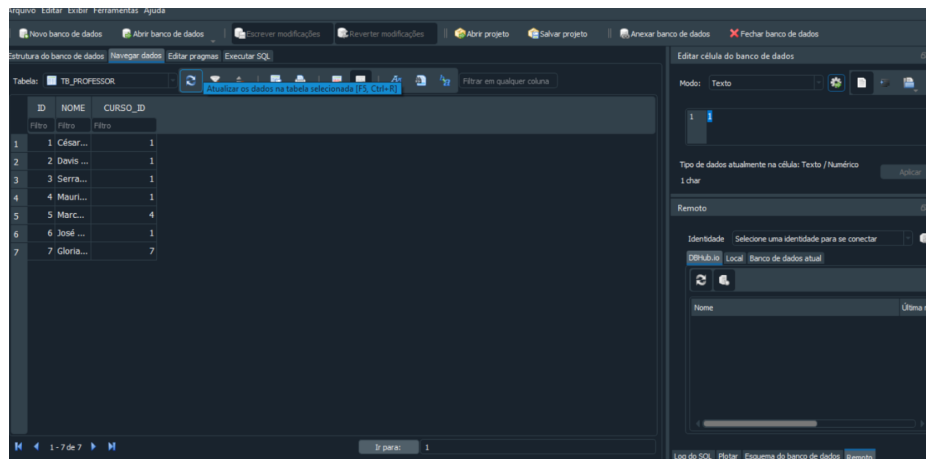 Arquivo Editar Exibir Ferramentas Ajuda
Novo banco de dados Abrir banco de dados Escrever modificações Reverter modificações Abrir projeto Salvar projeto Anexar banco de dados Fechar banco de dados
Estrutura do banco de dados Navegar dados Editar pragmas Executar SQL
Tabela: TB_PROFESSOR Filtrar em qualquer coluna
Atualizar os dados na tabela selecionada [F5, Ctrl+R]
ID NOME CURSO_ID
Filtro Filtro Filtro
1 1 César... 1
2 2 Davis ... 1
3 3 Serra... 1
4 4 Mauri... 1
5 5 Marc... 4
6 6 José ... 1
7 7 Gloria... 7
1 - 7 de 7 Ir para: 1
Editar célula do banco de dados
Modo: Texto
1 1
Tipo de dados atualmente na célula: Texto / Numérico
1 char
Aplicar
Remoto
Identidade Selecione uma identidade para se conectar
DBHub.io Local Banco de dados atual
Nome Última
Log do SQL Plotar Esquema do banco de dados Remoto